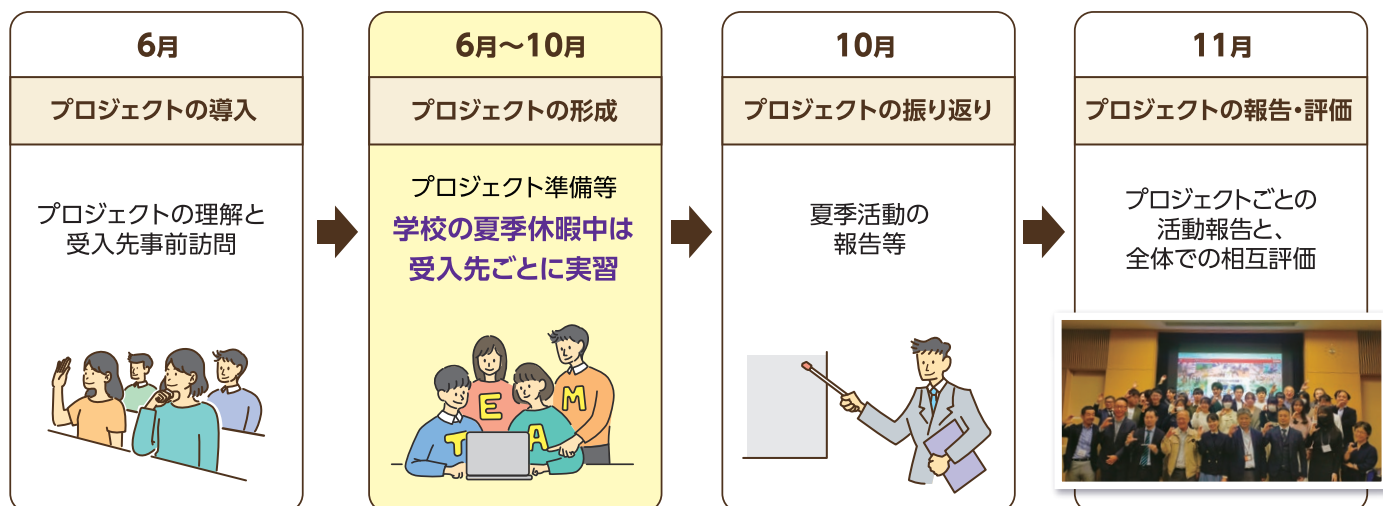 6月
プロジェクトの導入
プロジェクトの理解と
受入先事前訪問
6月～10月
プロジェクトの形成
プロジェクト準備等
学校の夏季休暇中は
受入先ごとに実習
T
E
A
M
10月
プロジェクトの振り返り
夏季活動の
報告等
11月
プロジェクトの報告・評価
プロジェクトごとの
活動報告と、
全体での相互評価